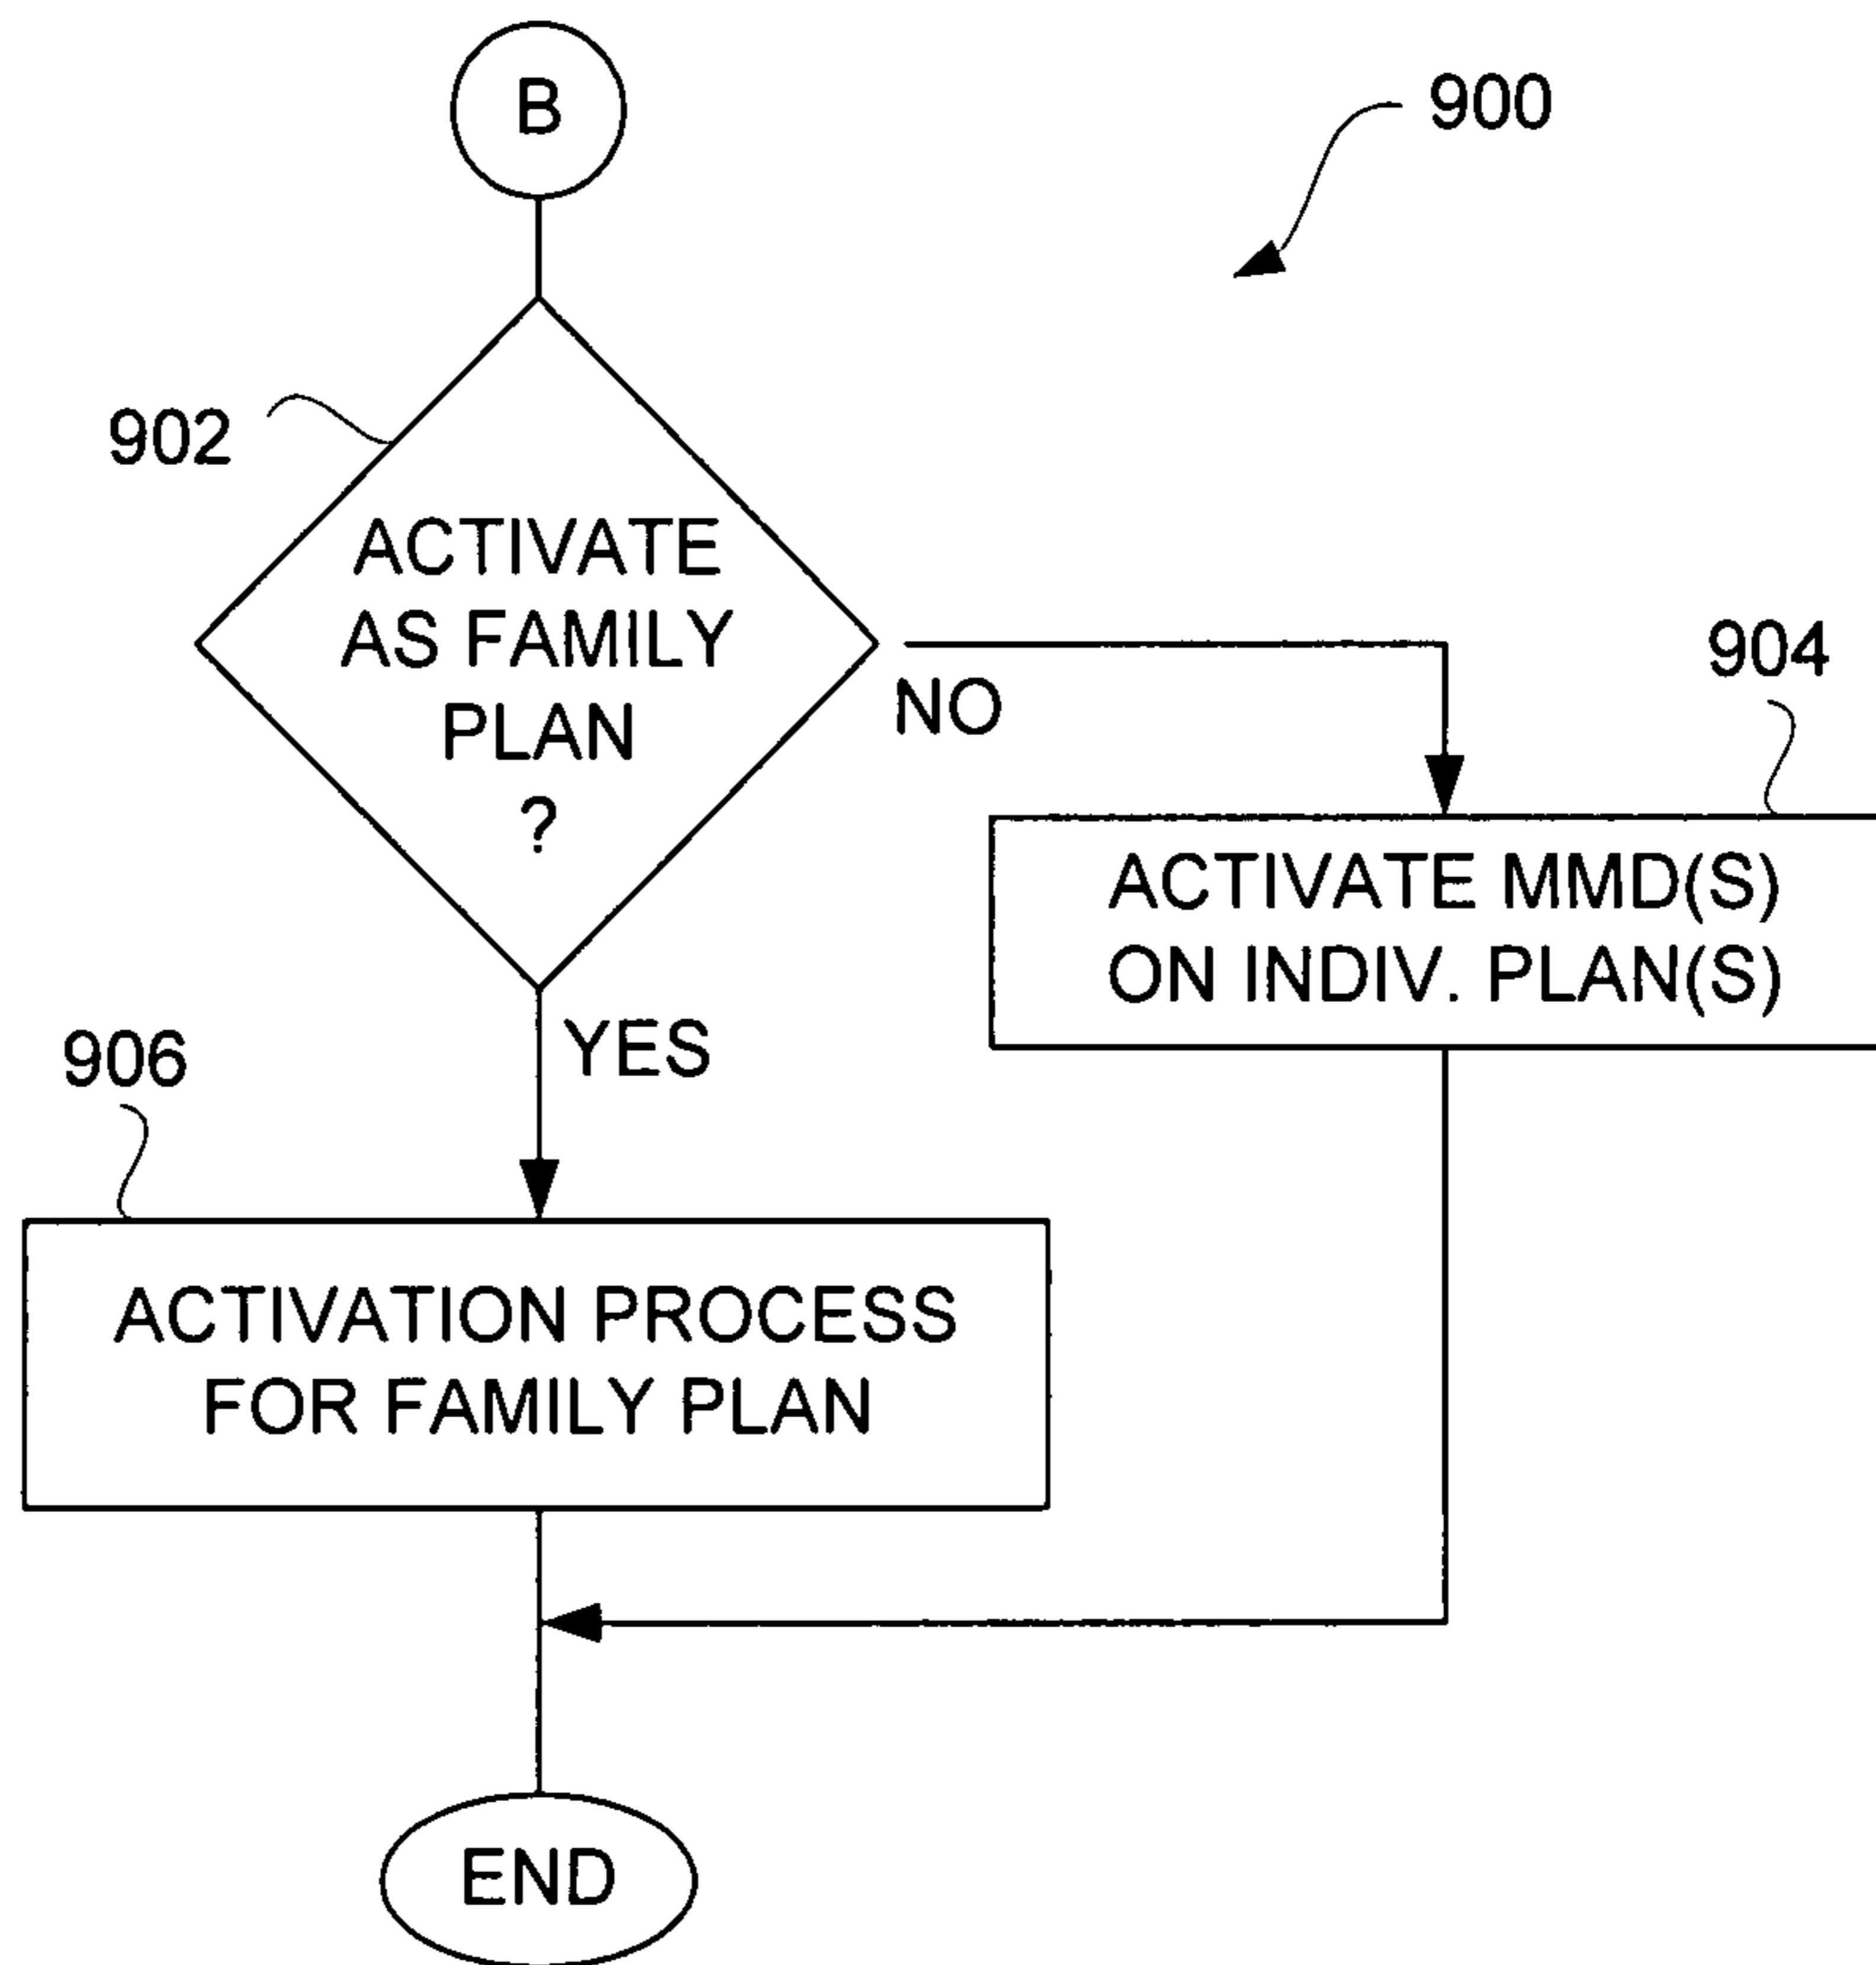 B
900
902
ACTIVATE
AS FAMILY
PLAN
?
NO
904
ACTIVATE MMD(S)
ON INDIV. PLAN(S)
YES
906
ACTIVATION PROCESS
FOR FAMILY PLAN
END